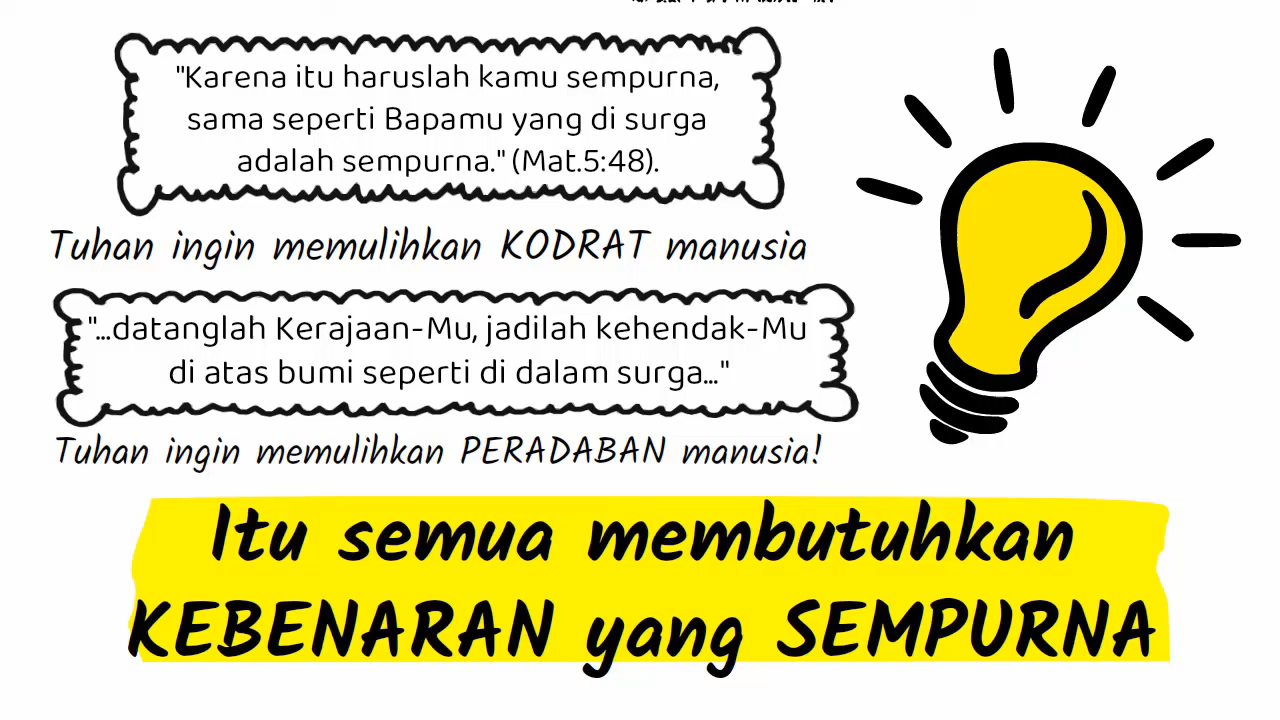 "Karena itu haruslah kamu sempurna,
sama seperti Bapamu yang di surga
adalah sempurna." (Mat.5:48).
Tuhan ingin memulihkan KODRAT manusia
"...datanglah Kerajaan-Mu, jadilah kehendak-Mu
di atas bumi seperti di dalam surga..."
Tuhan ingin memulihkan PERADABAN manusia!
Itu semua membutuhkan
KEBENARAN yang SEMPURNA